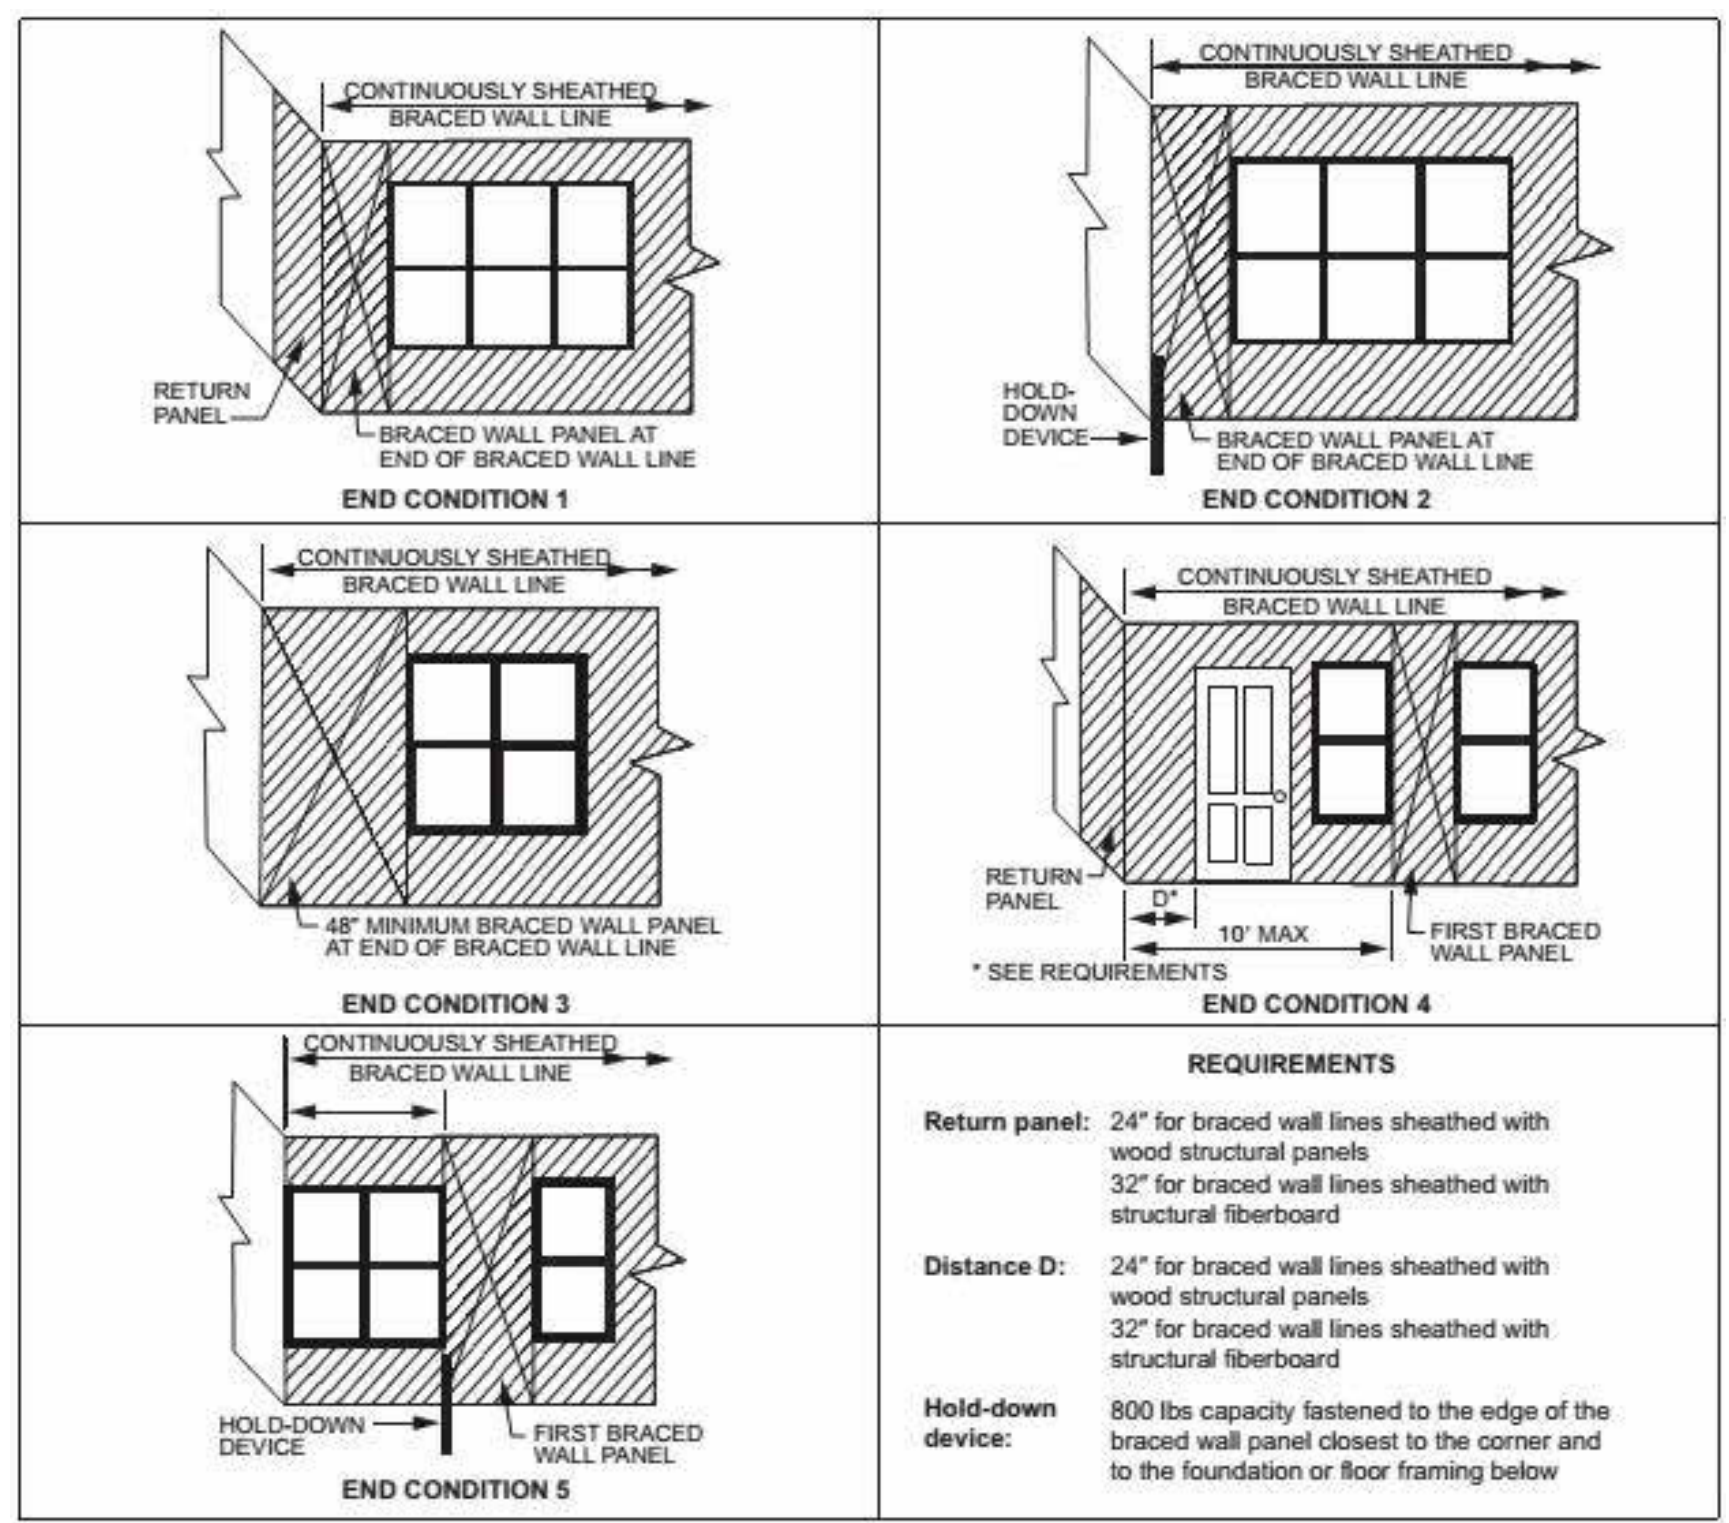 CONTINUOUSLY SHEATHED
BRACED WALL LINE
RETURN
PANEL
BRACED WALL PANEL AT
END OF BRACED WALL LINE
END CONDITION 1
CONTINUOUSLY SHEATHED
BRACED WALL LINE
HOLD-
DOWN
DEVICE
BRACED WALL PANEL AT
END OF BRACED WALL LINE
END CONDITION 2
CONTINUOUSLY SHEATHED
BRACED WALL LINE
48" MINIMUM BRACED WALL PANEL
AT END OF BRACED WALL LINE
END CONDITION 3
CONTINUOUSLY SHEATHED
BRACED WALL LINE
RETURN
PANEL
D*
10' MAX
FIRST BRACED
WALL PANEL
* SEE REQUIREMENTS
END CONDITION 4
CONTINUOUSLY SHEATHED
BRACED WALL LINE
HOLD-DOWN
DEVICE
FIRST BRACED
WALL PANEL
END CONDITION 5
REQUIREMENTS
Return panel: 24" for braced wall lines sheathed with
wood structural panels
32" for braced wall lines sheathed with
structural fiberboard
Distance D: 24" for braced wall lines sheathed with
wood structural panels
32" for braced wall lines sheathed with
structural fiberboard
Hold-down device: 800 lbs capacity fastened to the edge of the
braced wall panel closest to the corner and
to the foundation or floor framing below